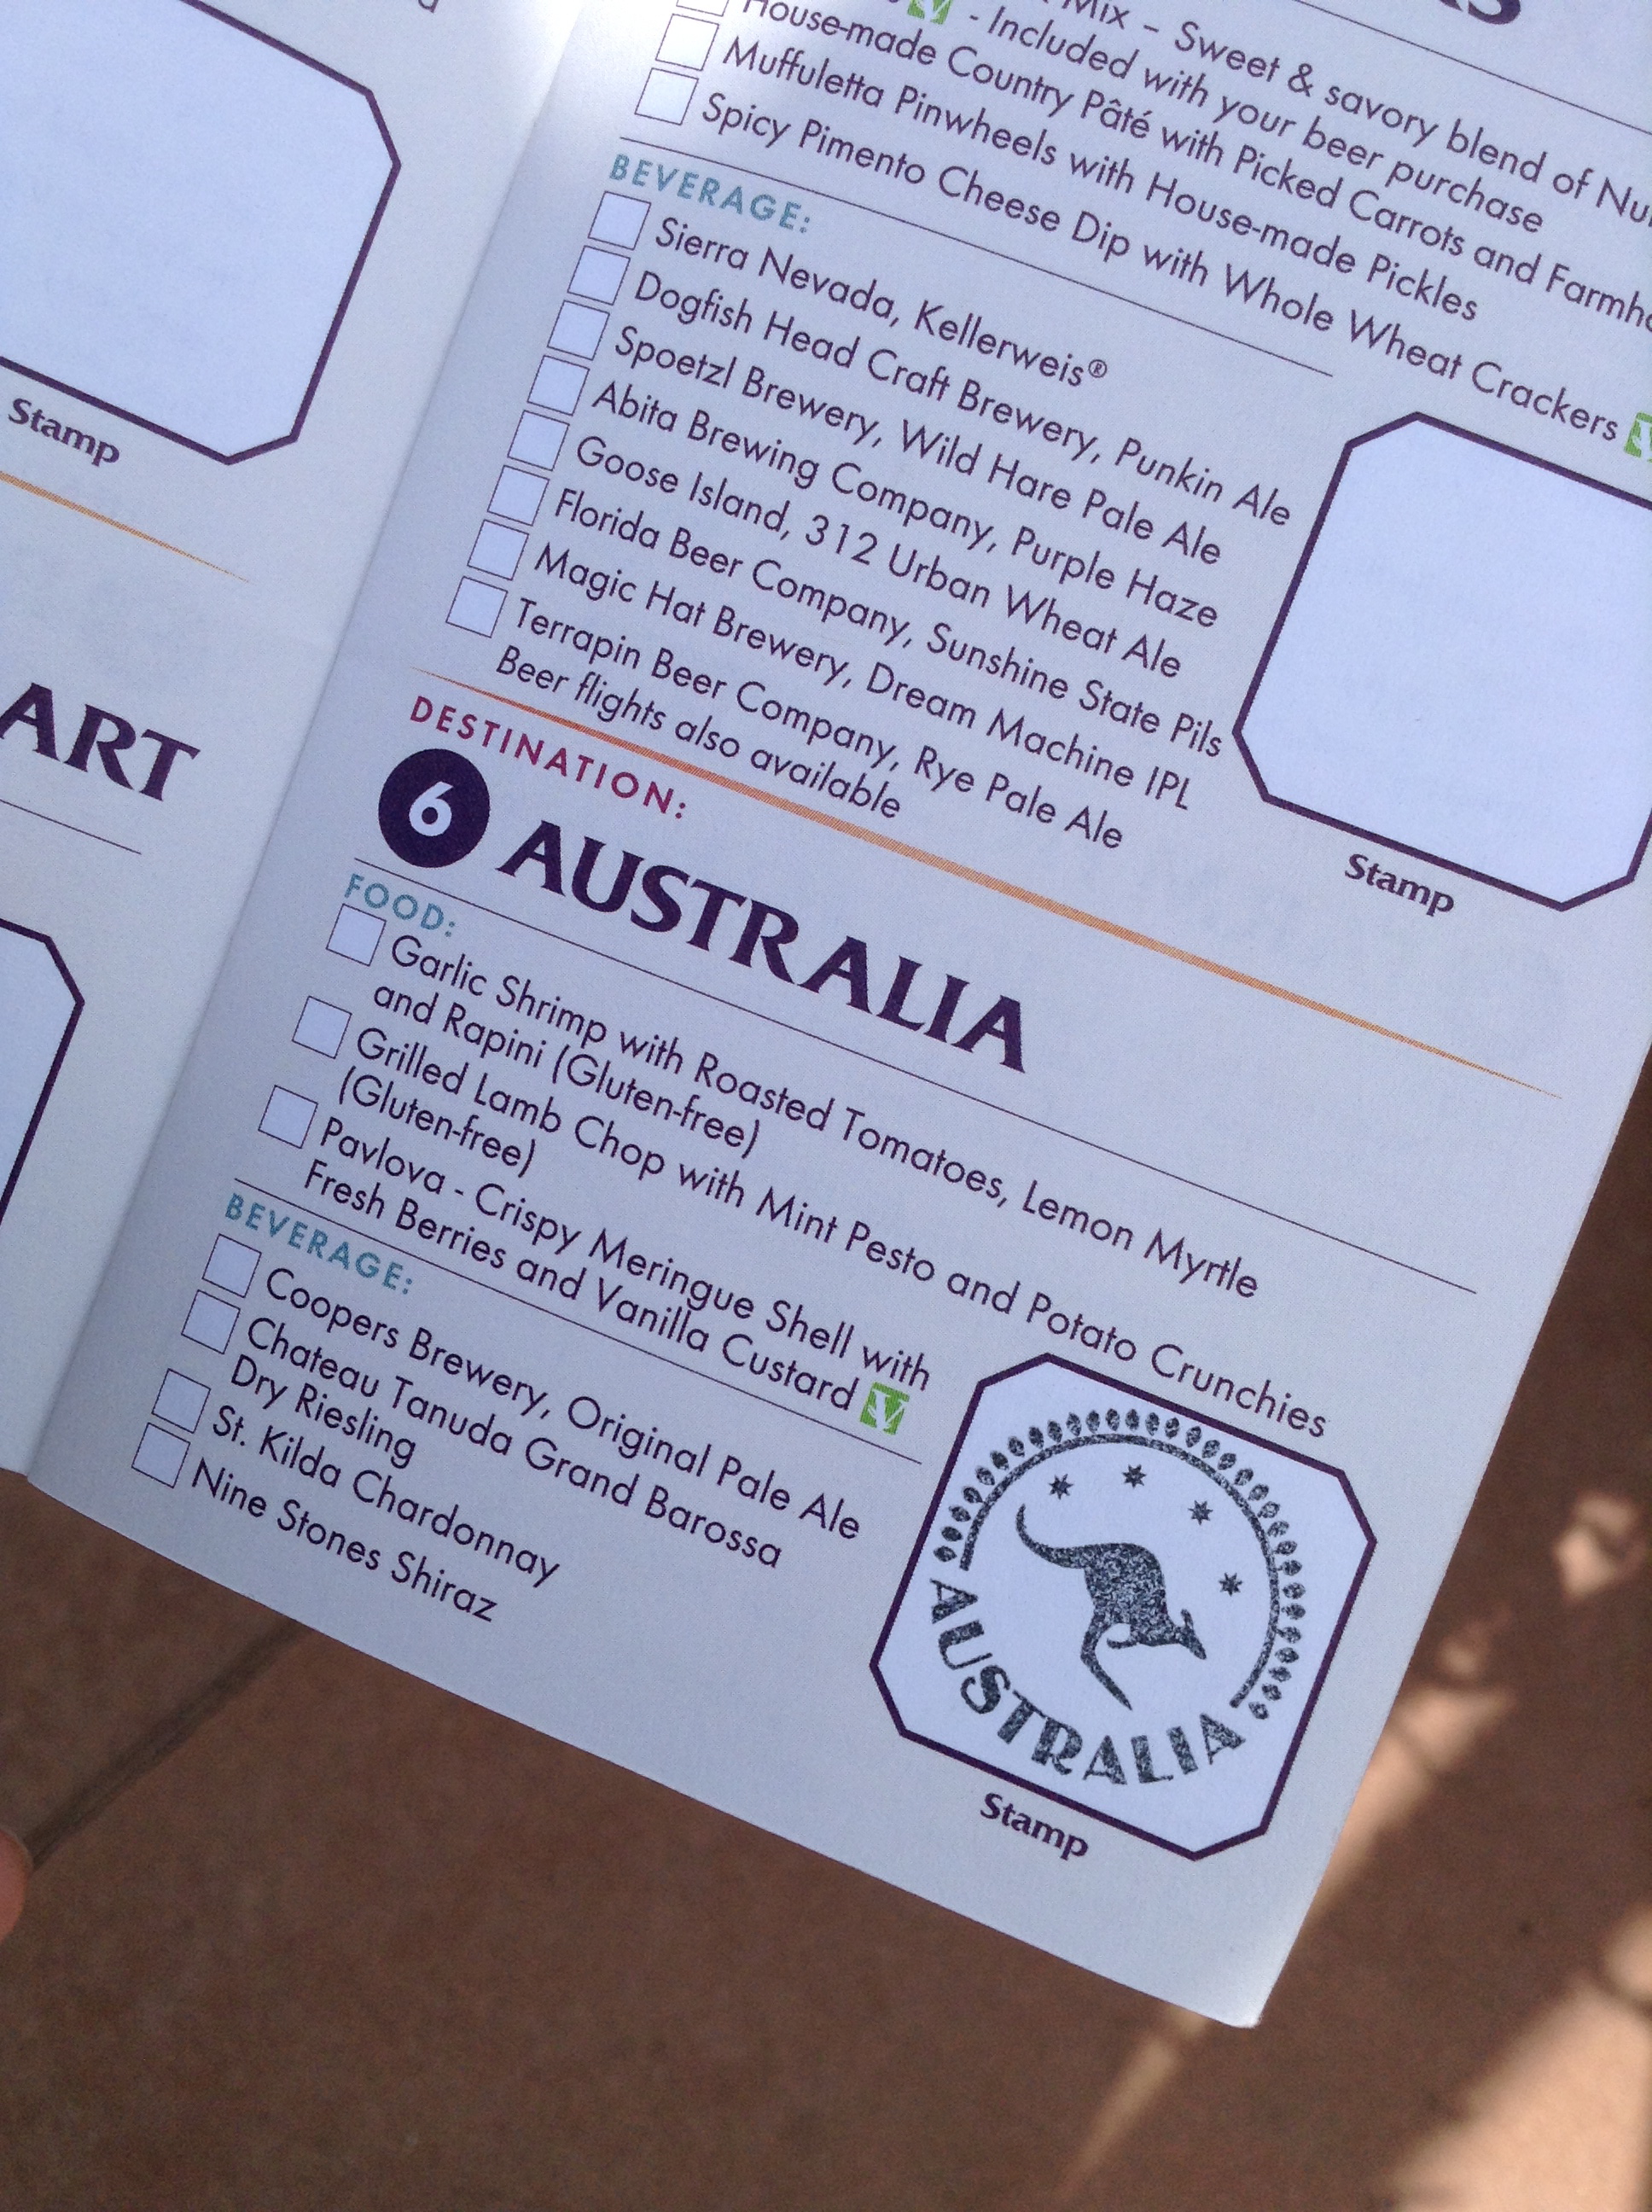 Stamp
ART
Mix – Sweet & savory blend of
- Included with your beer purchase
House-made Country Pâté with Picked Carrots and
Muffuletta Pinwheels with House-made Pickles
Spicy Pimento Cheese Dip with Whole Wheat Crackers
BEVERAGE:
Sierra Nevada, Kellerweis®
Dogfish Head Craft Brewery, Punkin Ale
Spoetzl Brewery, Wild Hare Pale Ale
Abita Brewing Company, Purple Haze
Goose Island, 312 Urban Wheat Ale
Florida Beer Company, Sunshine State Pils
Magic Hat Brewery, Dream Machine IPL
Terrapin Beer Company, Rye Pale Ale
Beer flights also available
Stamp
DESTINATION:
6 AUSTRALIA
FOOD:
Garlic Shrimp with Roasted Tomatoes, Lemon Myrtle
and Rapini (Gluten-free)
Grilled Lamb Chop with Mint Pesto and Potato Crunchies
(Gluten-free)
Pavlova - Crispy Meringue Shell with
Fresh Berries and Vanilla Custard
BEVERAGE:
Coopers Brewery, Original Pale Ale
Chateau Tanuda Grand Barossa
Dry Riesling
St. Kilda Chardonnay
Nine Stones Shiraz
AUSTRALIA
Stamp